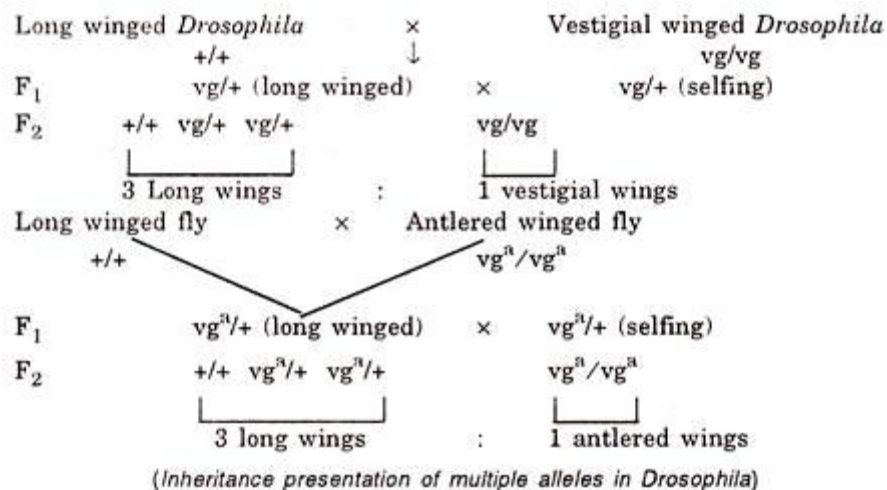 Long winged Drosophila × Vestigial winged Drosophila
+/+ ↓ vg/vg
F₁ vg/+ (long winged) × vg/+ (selfing)
F₂ +/+ vg/+ vg/+ vg/vg
3 Long wings : 1 vestigial wings
Long winged fly × Antlered winged fly
+/+ vgᵃ/vgᵃ
F₁ vgᵃ/+ (long winged) × vgᵃ/+ (selfing)
F₂ +/+ vgᵃ/+ vgᵃ/+ vgᵃ/vgᵃ
3 long wings : 1 antlered wings
(Inheritance presentation of multiple alleles in Drosophila)